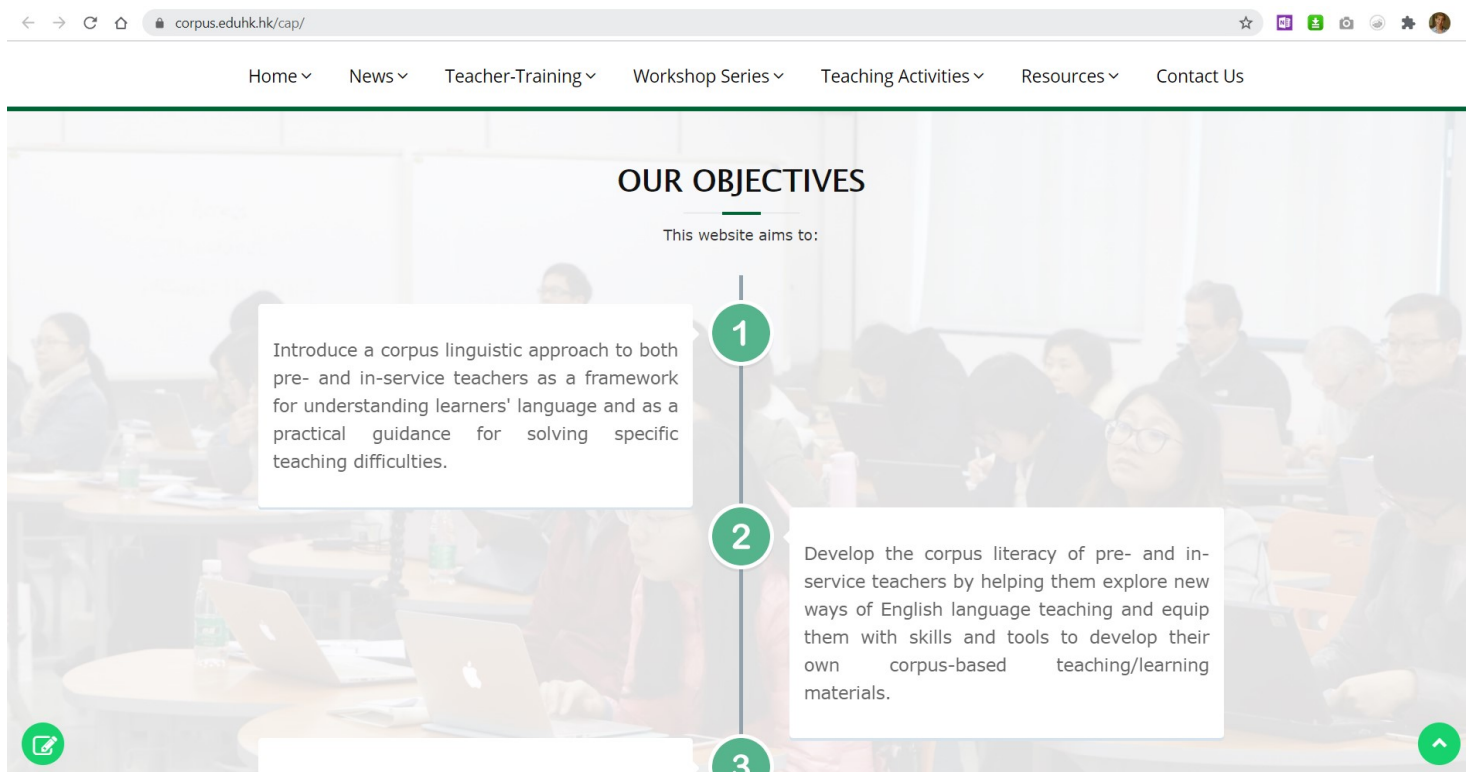 corpus.eduhk.hk/cap/
Home News Teacher-Training Workshop Series Teaching Activities Resources Contact Us
OUR OBJECTIVES
This website aims to:
1
Introduce a corpus linguistic approach to both
pre- and in-service teachers as a framework
for understanding learners' language and as a
practical guidance for solving specific
teaching difficulties.
2
Develop the corpus literacy of pre- and in-
service teachers by helping them explore new
ways of English language teaching and equip
them with skills and tools to develop their
own corpus-based teaching/learning
materials.
3